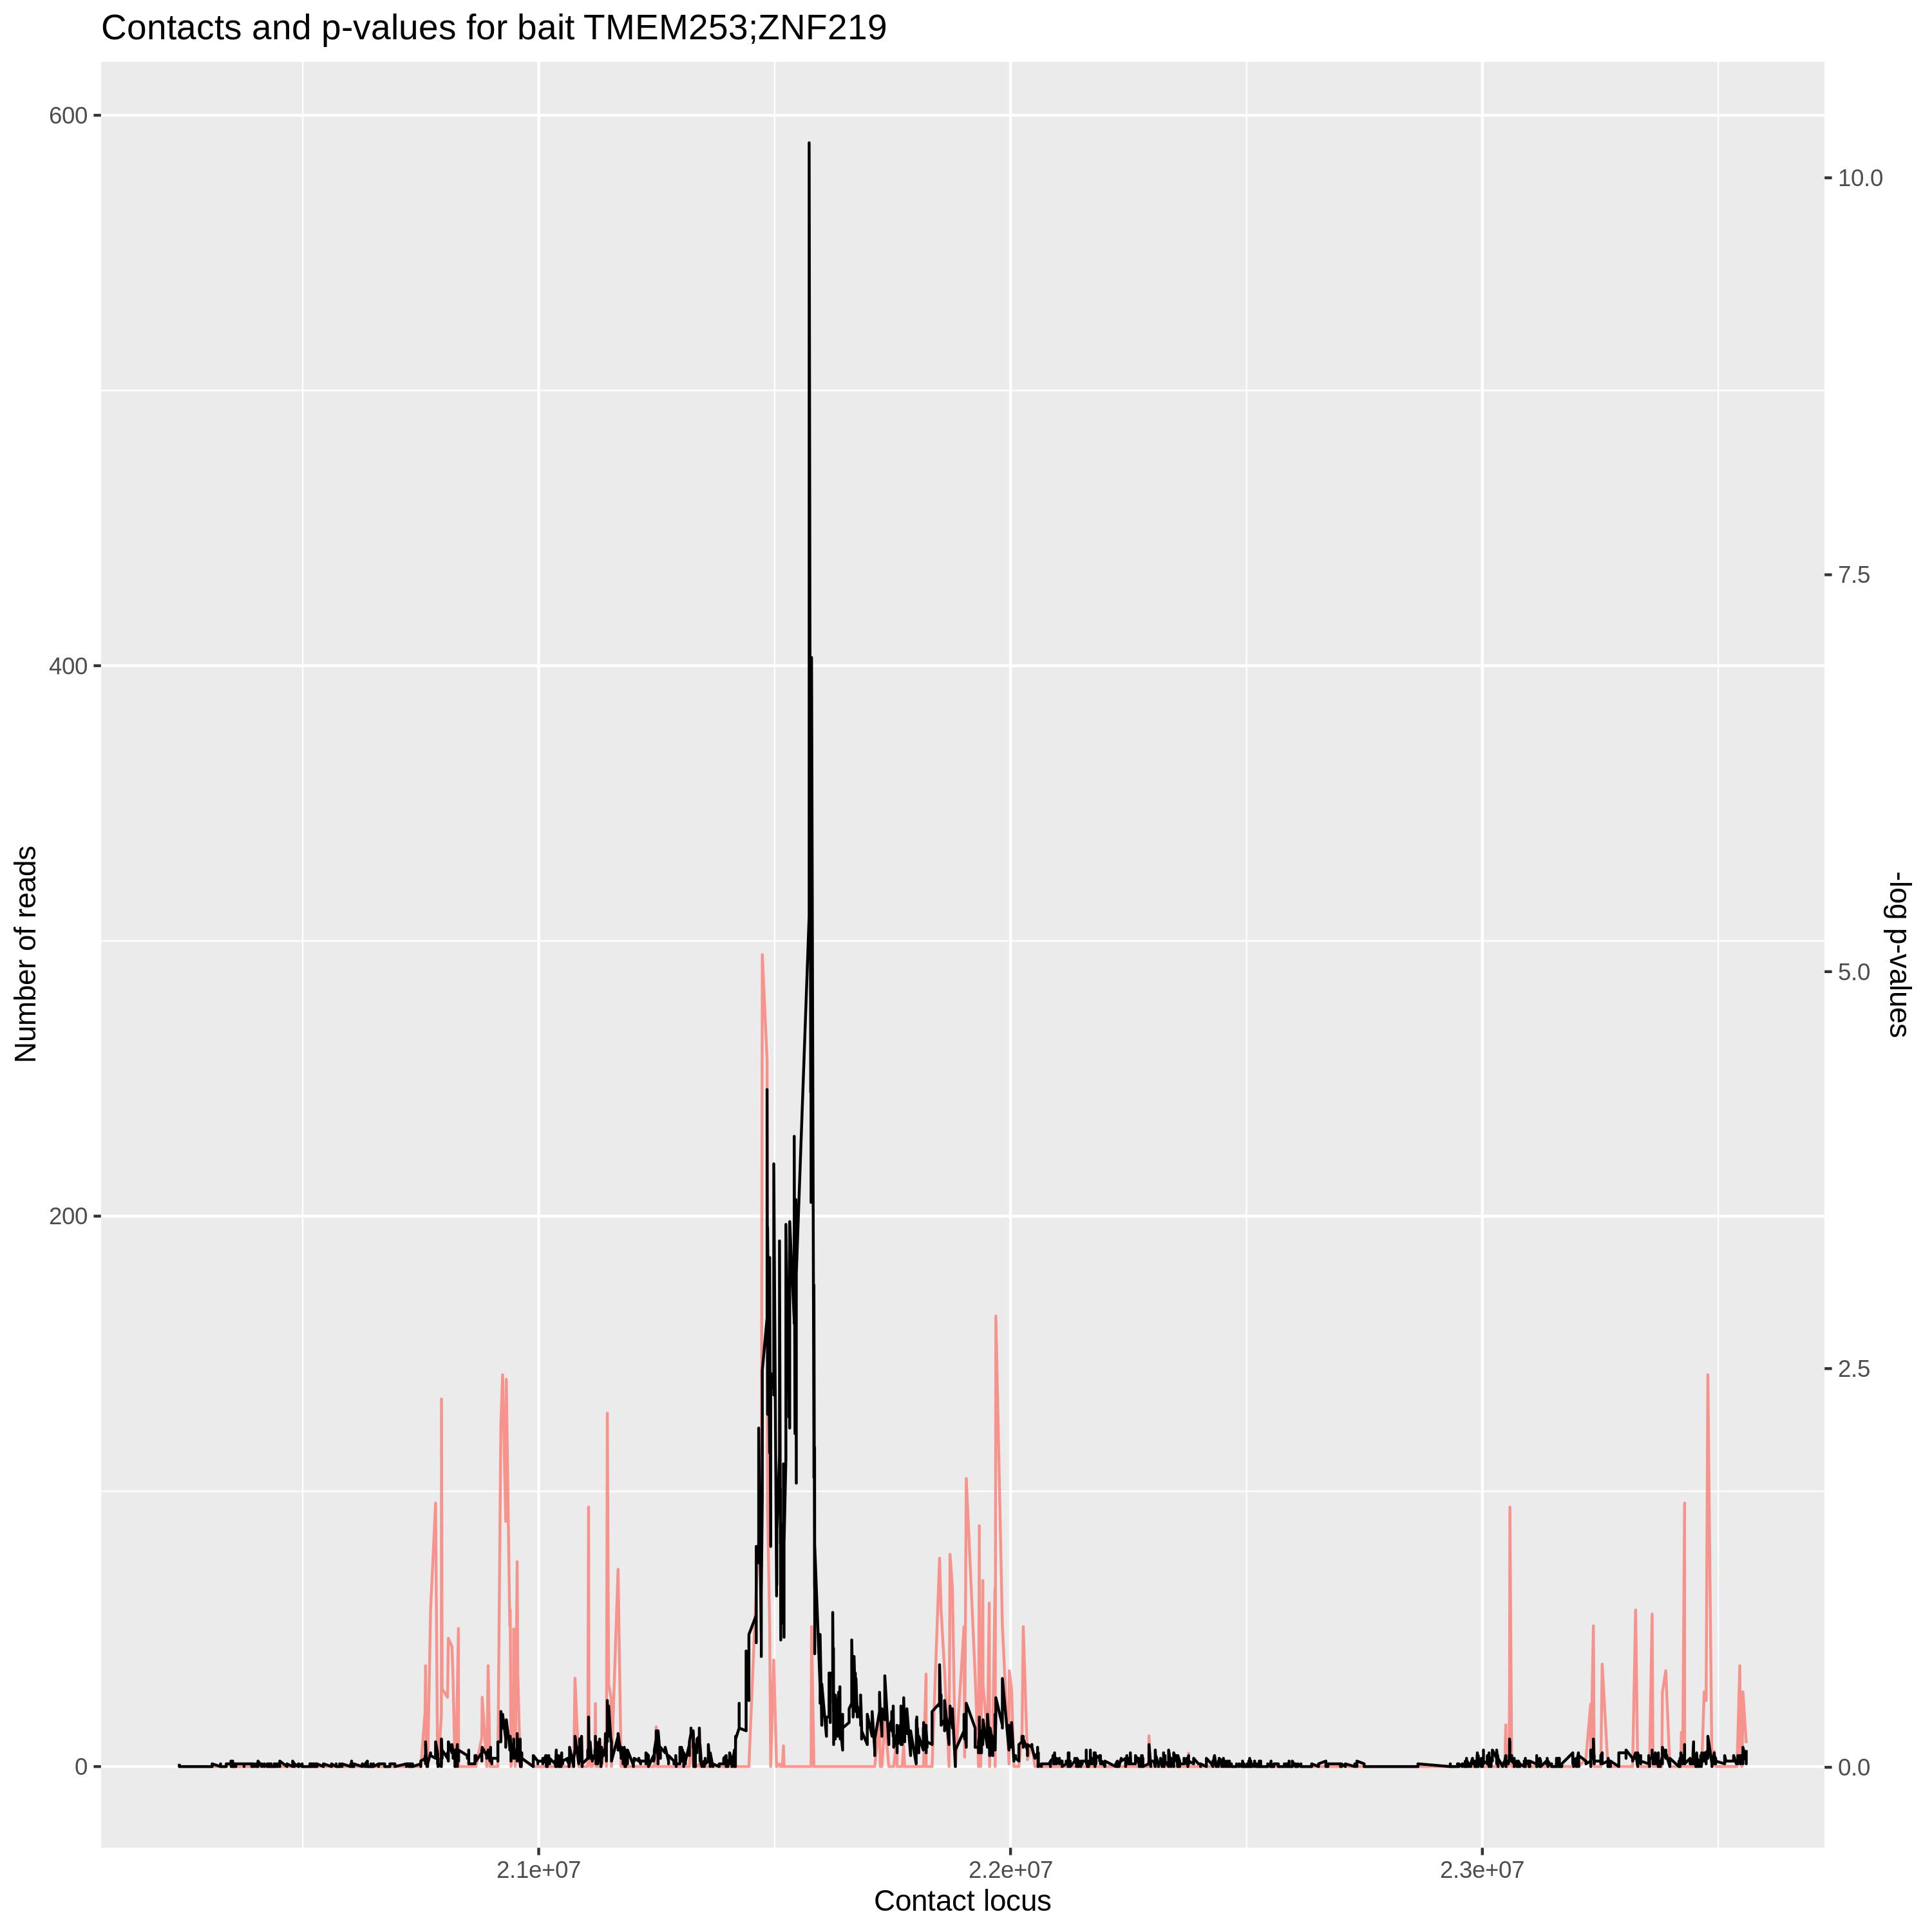 Contacts and p-values for bait TMEM253;ZNF219
600
400
200
0
Number of reads
10.0
7.5
5.0
2.5
0.0
-log p-values
2.1e+07
2.2e+07
2.3e+07
Contact locus